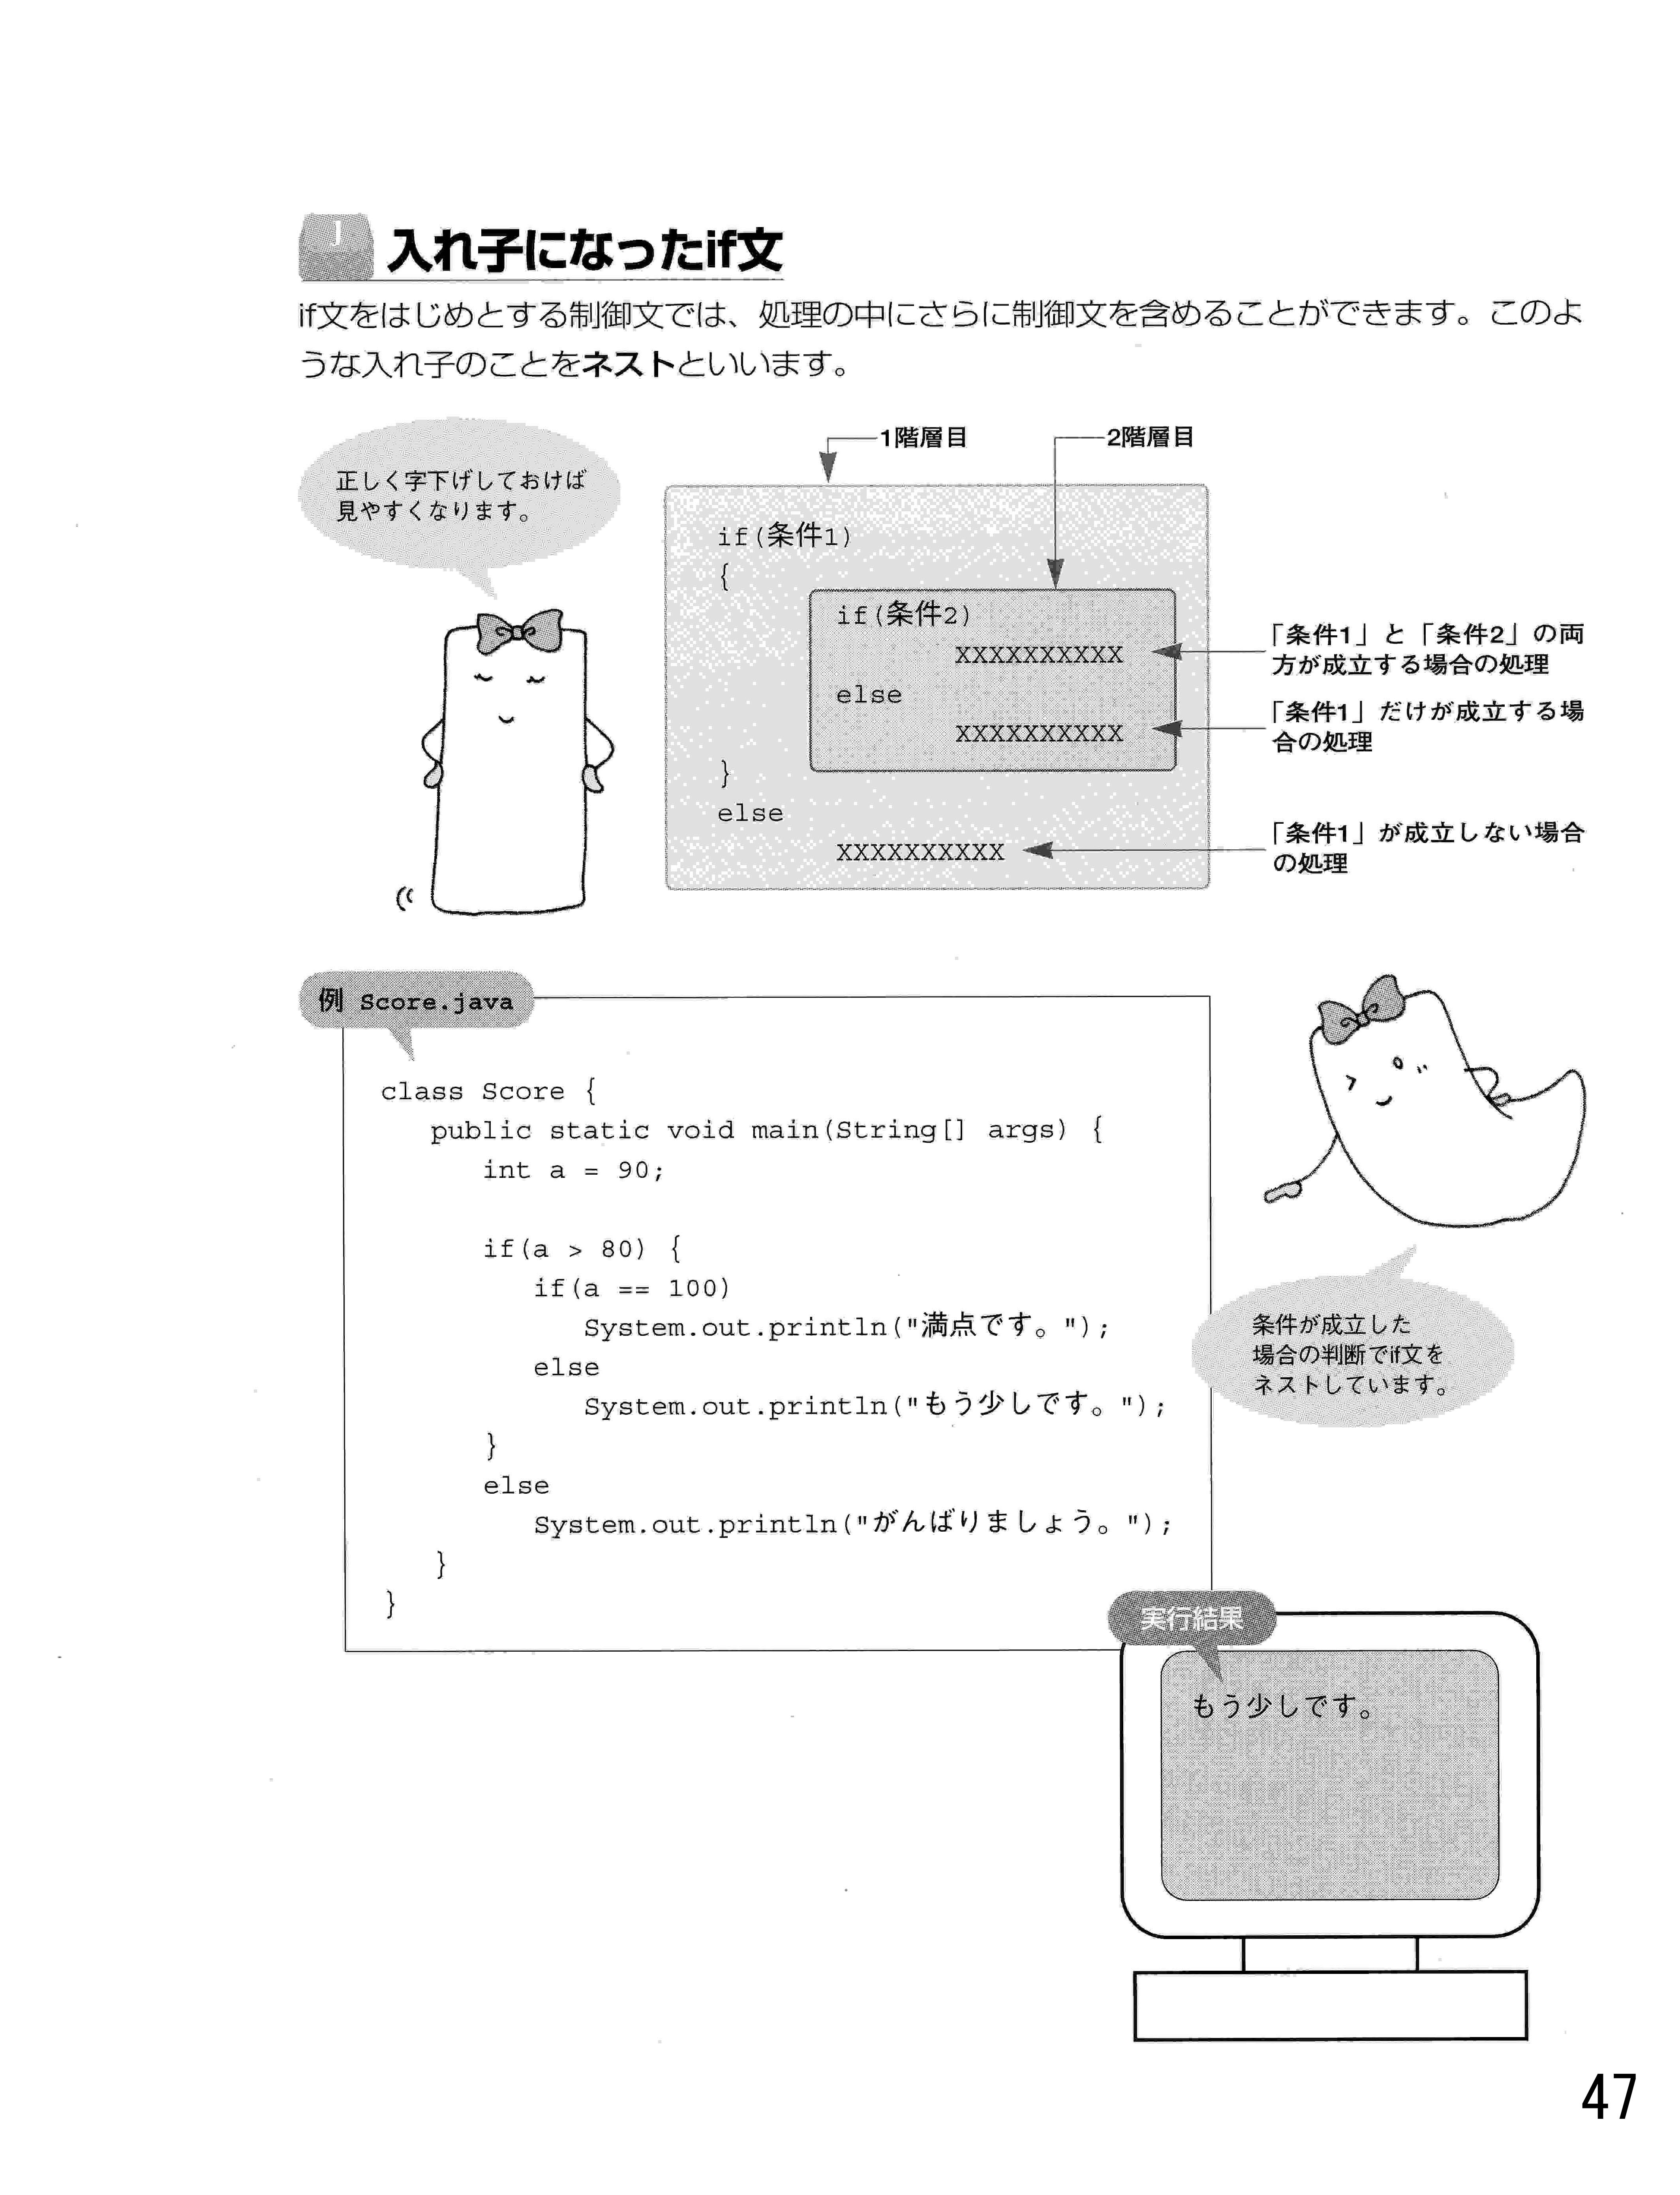 J
入れ子になったif文
if文をはじめとする制御文では、処理の中にさらに制御文を含めることができます。このよ
うな入れ子のことをネストといいます。
正しく字下げしておけば
見やすくなります。
1階層目
2階層目
if(条件1)
{
if(条件2)
XXXXXXXXXX
else
XXXXXXXXXX
}
else
XXXXXXXXXX
「条件1」と「条件2」の両
方が成立する場合の処理
「条件1」だけが成立する場
合の処理
「条件1」が成立しない場合
の処理
例 Score.java
class Score {
public static void main(String[] args) {
int a = 90;
if(a > 80) {
if(a == 100)
System.out.println("満点です。");
else
System.out.println("もう少しです。");
}
else
System.out.println("がんばりましょう。");
}
}
条件が成立した
場合の判断でif文を
ネストしています。
実行結果
もう少しです。
47